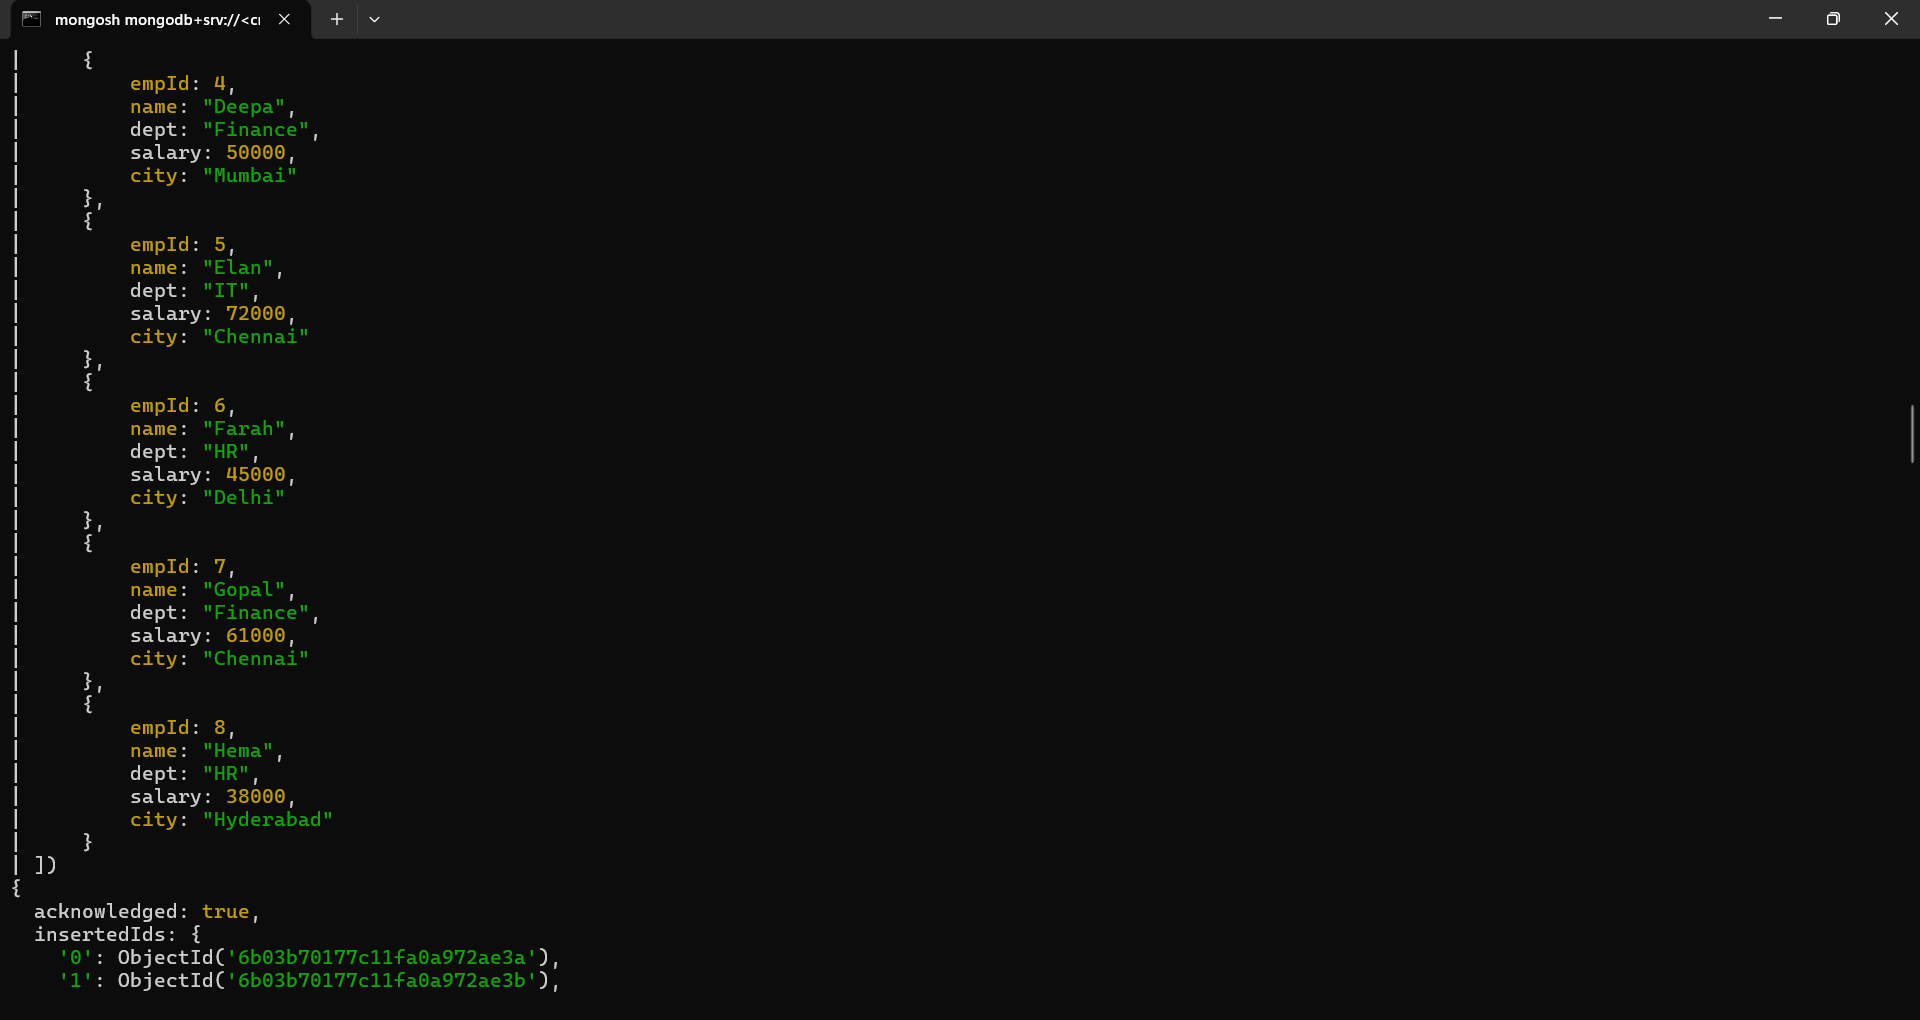 mongosh mongodb+srv://<cr
|     {
|         empId: 4,
|         name: "Deepa",
|         dept: "Finance",
|         salary: 50000,
|         city: "Mumbai"
|     },
|     {
|         empId: 5,
|         name: "Elan",
|         dept: "IT",
|         salary: 72000,
|         city: "Chennai"
|     },
|     {
|         empId: 6,
|         name: "Farah",
|         dept: "HR",
|         salary: 45000,
|         city: "Delhi"
|     },
|     {
|         empId: 7,
|         name: "Gopal",
|         dept: "Finance",
|         salary: 61000,
|         city: "Chennai"
|     },
|     {
|         empId: 8,
|         name: "Hema",
|         dept: "HR",
|         salary: 38000,
|         city: "Hyderabad"
|     }
| ])
{
  acknowledged: true,
  insertedIds: {
    '0': ObjectId('6b03b70177c11fa0a972ae3a'),
    '1': ObjectId('6b03b70177c11fa0a972ae3b'),